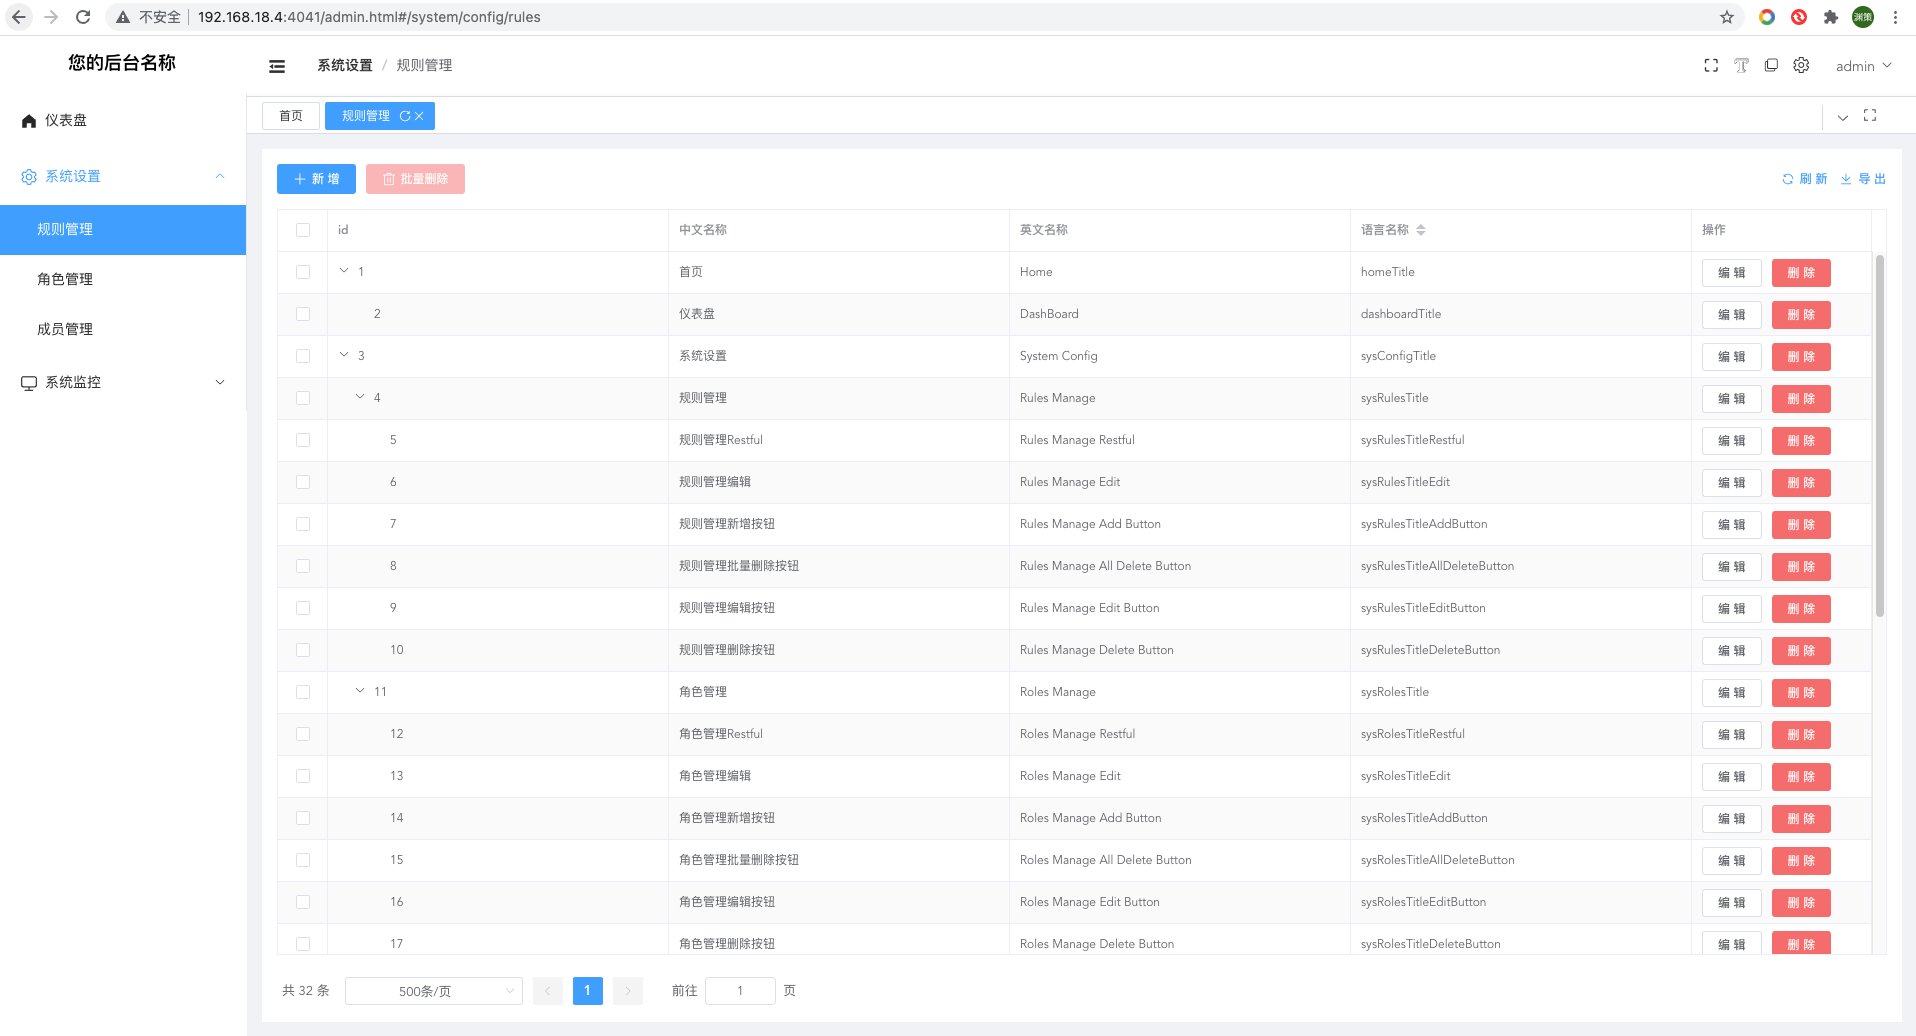 不安全 192.168.18.4:4041/admin.html#/system/config/rules
渊策
您的后台名称
系统设置 / 规则管理
admin
仪表盘
系统设置
规则管理
角色管理
成员管理
系统监控
首页 规则管理
新 增 批量删除 刷 新 导 出
id 中文名称 英文名称 语言名称 操作
1 首页 Home homeTitle 编 辑 删 除
2 仪表盘 DashBoard dashboardTitle 编 辑 删 除
3 系统设置 System Config sysConfigTitle 编 辑 删 除
4 规则管理 Rules Manage sysRulesTitle 编 辑 删 除
5 规则管理Restful Rules Manage Restful sysRulesTitleRestful 编 辑 删 除
6 规则管理编辑 Rules Manage Edit sysRulesTitleEdit 编 辑 删 除
7 规则管理新增按钮 Rules Manage Add Button sysRulesTitleAddButton 编 辑 删 除
8 规则管理批量删除按钮 Rules Manage All Delete Button sysRulesTitleAllDeleteButton 编 辑 删 除
9 规则管理编辑按钮 Rules Manage Edit Button sysRulesTitleEditButton 编 辑 删 除
10 规则管理删除按钮 Rules Manage Delete Button sysRulesTitleDeleteButton 编 辑 删 除
11 角色管理 Roles Manage sysRolesTitle 编 辑 删 除
12 角色管理Restful Roles Manage Restful sysRolesTitleRestful 编 辑 删 除
13 角色管理编辑 Roles Manage Edit sysRolesTitleEdit 编 辑 删 除
14 角色管理新增按钮 Roles Manage Add Button sysRolesTitleAddButton 编 辑 删 除
15 角色管理批量删除按钮 Roles Manage All Delete Button sysRolesTitleAllDeleteButton 编 辑 删 除
16 角色管理编辑按钮 Roles Manage Edit Button sysRolesTitleEditButton 编 辑 删 除
17 角色管理删除按钮 Roles Manage Delete Button sysRolesTitleDeleteButton 编 辑 删 除
共 32 条 500条/页 1 前往 1 页